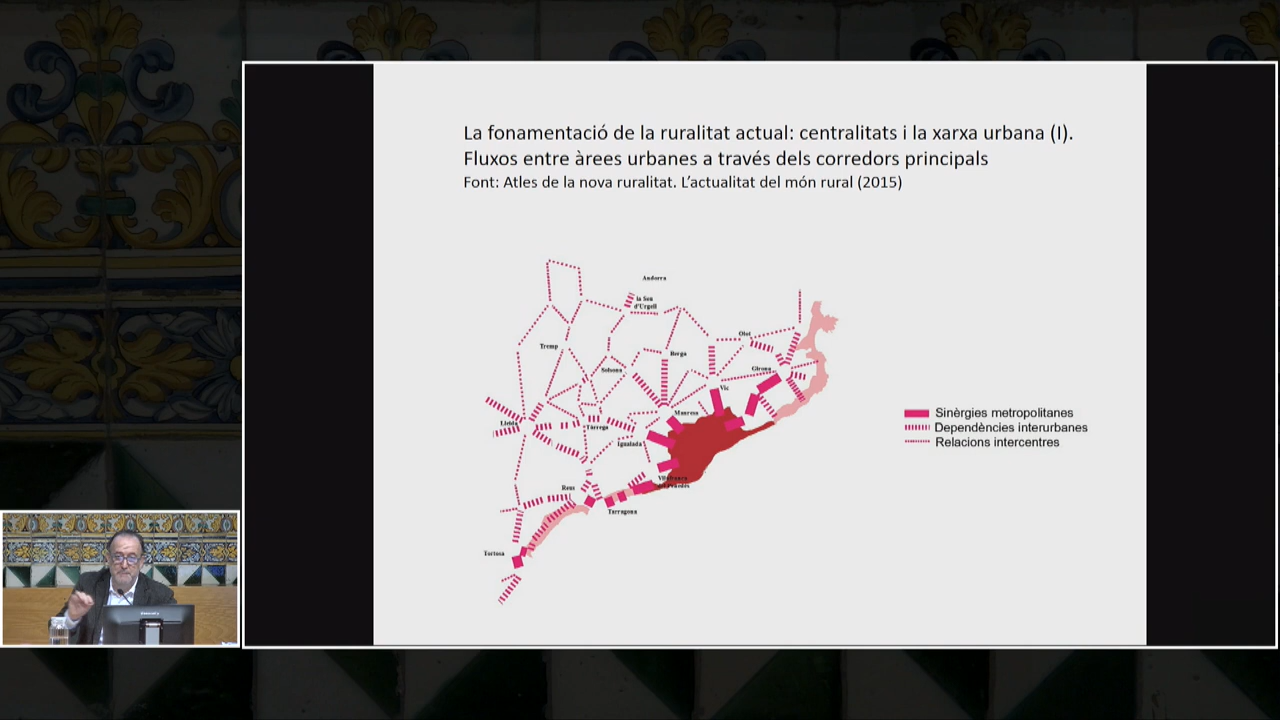 La fonamentació de la ruralitat actual: centralitats i la xarxa urbana (I).
Fluxos entre àrees urbanes a través dels corredors principals
Font: Atles de la nova ruralitat. L'actualitat del món rural (2015)
Andorra
la Seu
d'Urgell
Olot
Tremp
Berga
Solsona
Girona
Vic
Manresa
Lleida
Tàrrega
Igualada
Vilafranca
Reus
Tarragona
Tortosa
Sinèrgies metropolitanes
Dependències interurbanes
Relacions intercentres